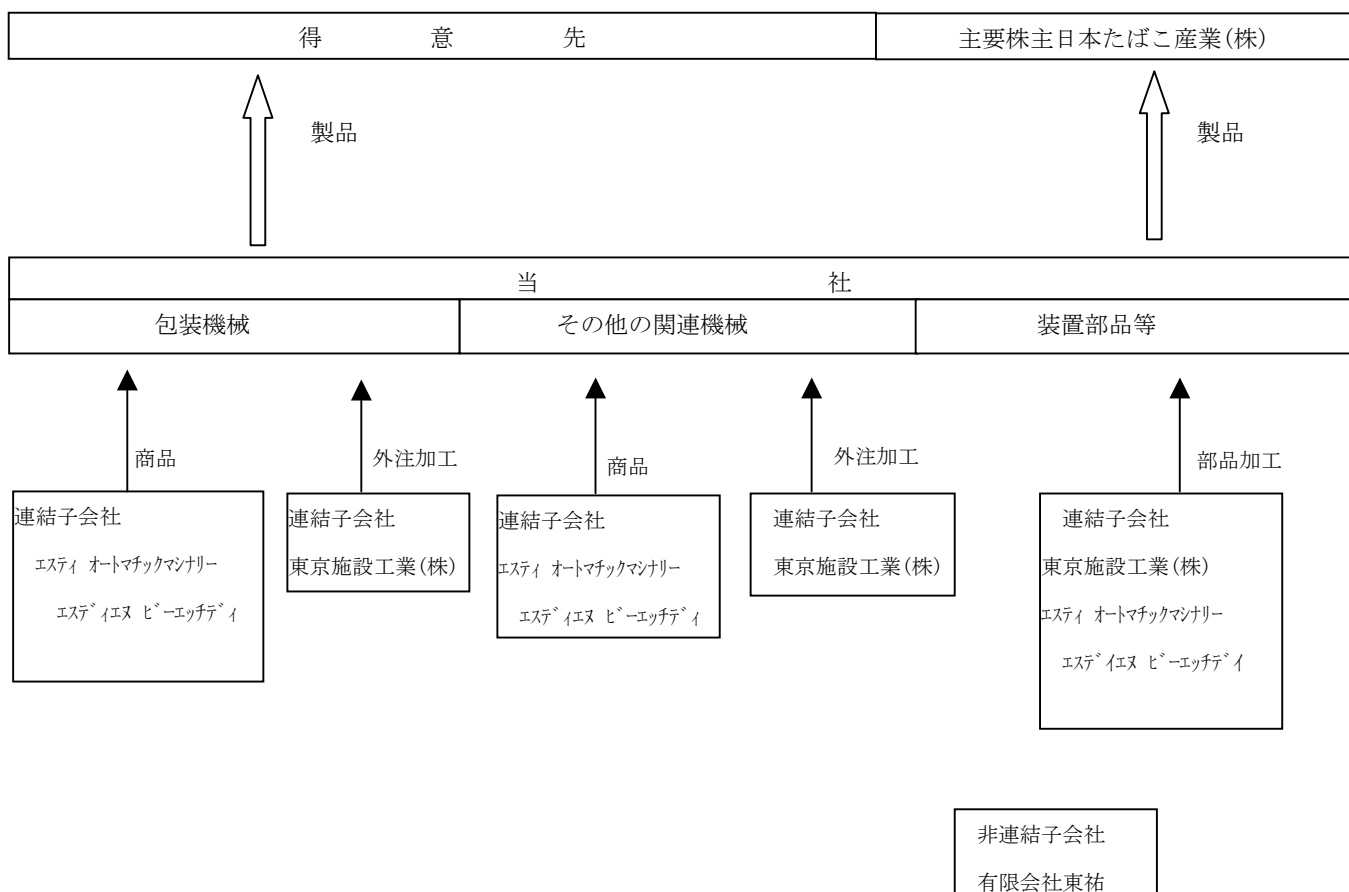 得意先
主要株主日本たばこ産業(株)
製品
製品
当社
包装機械
その他の関連機械
装置部品等
商品
外注加工
商品
外注加工
部品加工
連結子会社
ｴｽﾃｨ ｵｰﾄﾏﾁｯｸﾏｼﾅﾘｰ
ｴｽﾃﾞｨｴﾇ ﾋﾞｰｴｯﾁﾃﾞｨ
連結子会社
東京施設工業(株)
連結子会社
ｴｽﾃｨ ｵｰﾄﾏﾁｯｸﾏｼﾅﾘｰ
ｴｽﾃﾞｨｴﾇ ﾋﾞｰｴｯﾁﾃﾞｨ
連結子会社
東京施設工業(株)
連結子会社
東京施設工業(株)
ｴｽﾃｨ ｵｰﾄﾏﾁｯｸﾏｼﾅﾘｰ
ｴｽﾃﾞｲｴﾇ ﾋﾞｰｴｯﾁﾃﾞｲ
非連結子会社
有限会社東祐